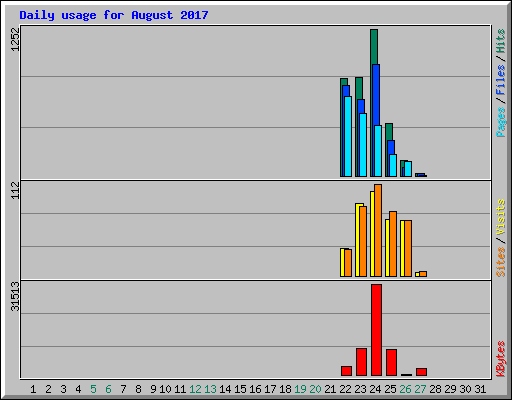 Daily usage for August 2017
1252
112
31513
Pages/Files/Hits
Sites/Visits
KBytes
1 2 3 4 5 6 7 8 9 10 11 12 13 14 15 16 17 18 19 20 21 22 23 24 25 26 27 28 29 30 31